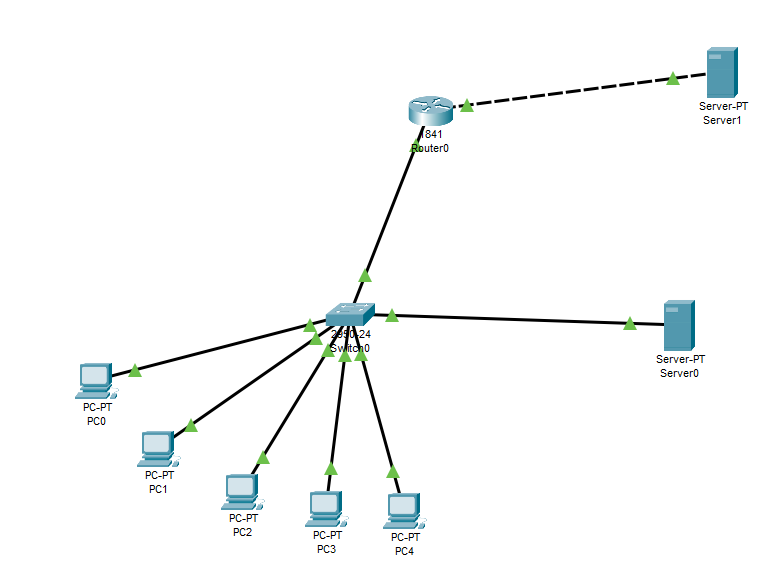 Server-PT
Server1
1841
Router0
2950-24
Switch0
Server-PT
Server0
PC-PT
PC0
PC-PT
PC1
PC-PT
PC2
PC-PT
PC3
PC-PT
PC4